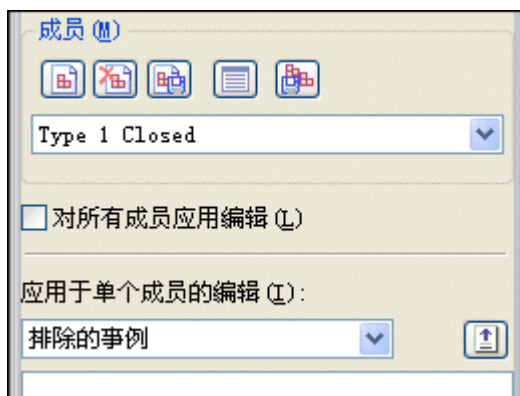 成员(M)
Type 1 Closed
对所有成员应用编辑(L)
应用于单个成员的编辑(I):
排除的事例